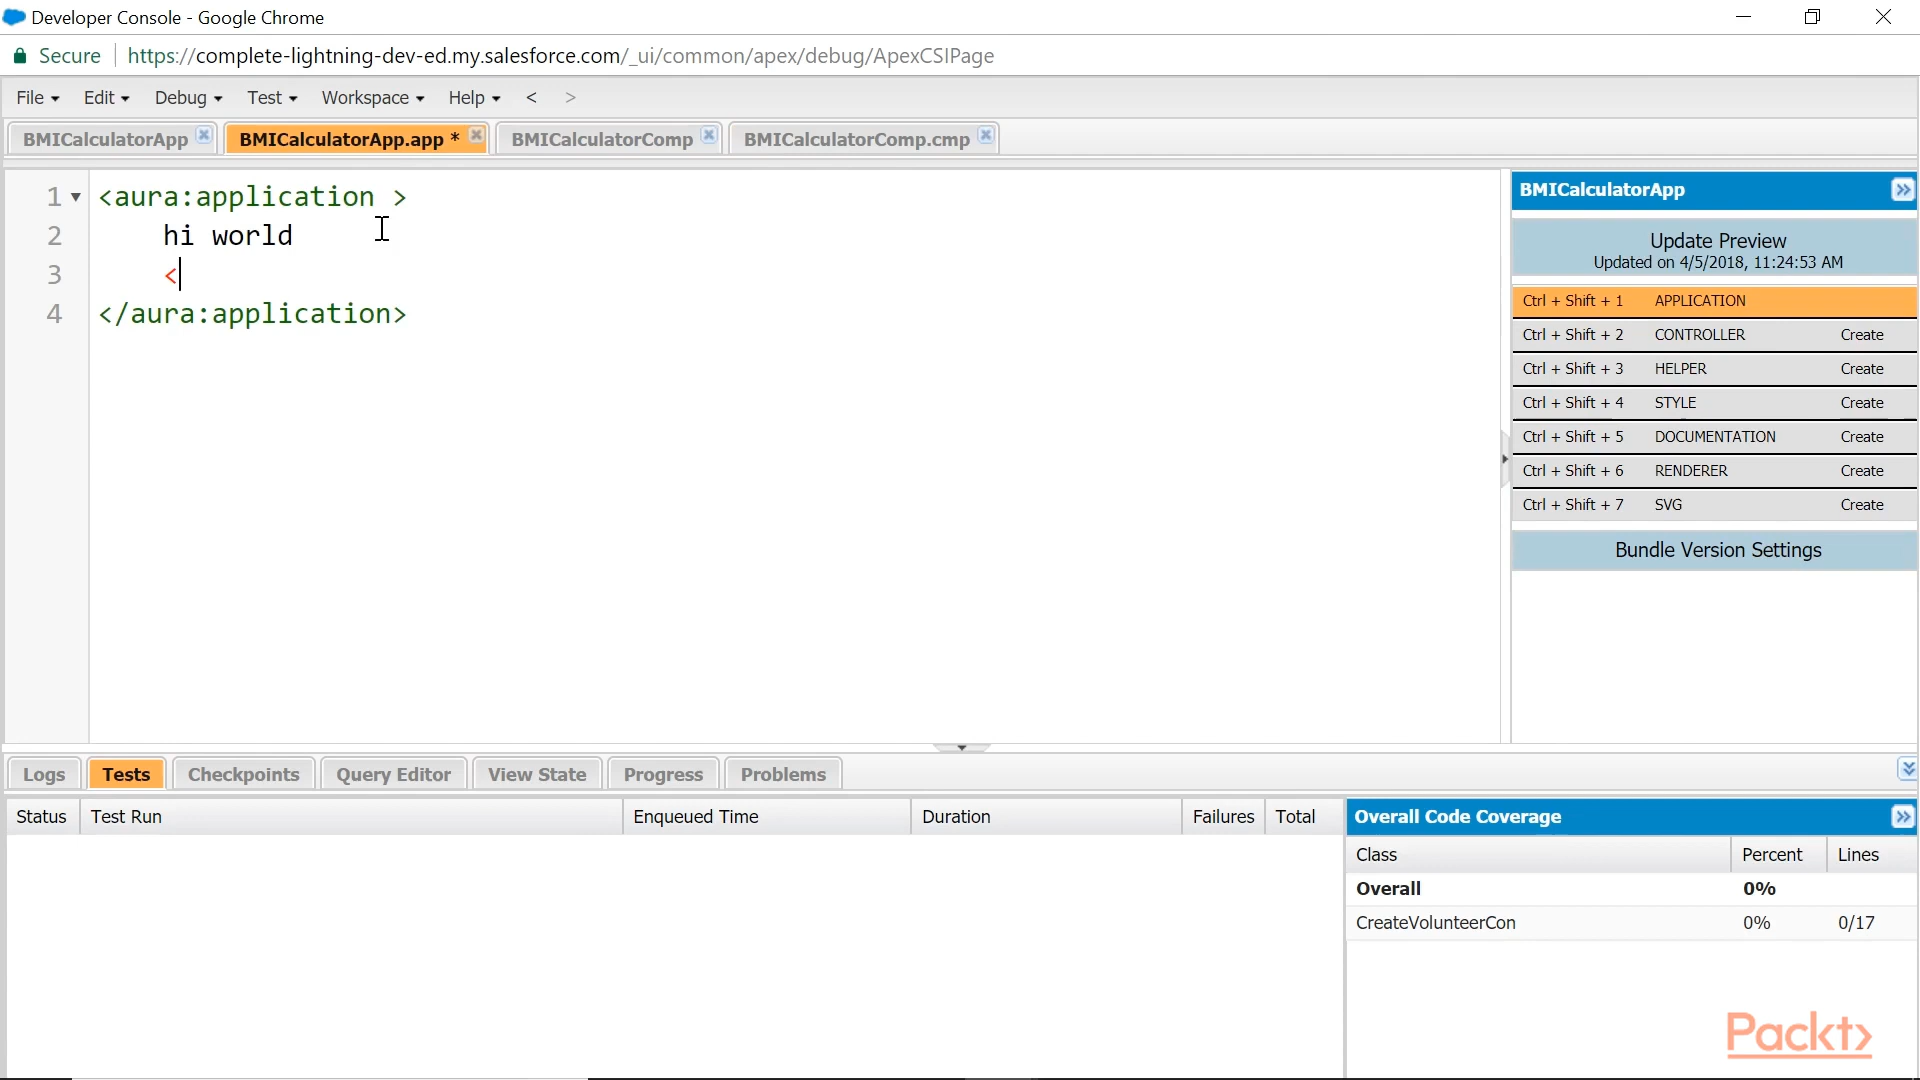 Developer Console - Google Chrome
Secure https://complete-lightning-dev-ed.my.salesforce.com/_ui/common/apex/debug/ApexCSIPage
File Edit Debug Test Workspace Help < >
BMICalculatorApp BMICalculatorApp.app * BMICalculatorComp BMICalculatorComp.cmp
1 <aura:application >
2 hi world
3 <
4 </aura:application>
BMICalculatorApp
Update Preview
Updated on 4/5/2018, 11:24:53 AM
Ctrl + Shift + 1 APPLICATION
Ctrl + Shift + 2 CONTROLLER Create
Ctrl + Shift + 3 HELPER Create
Ctrl + Shift + 4 STYLE Create
Ctrl + Shift + 5 DOCUMENTATION Create
Ctrl + Shift + 6 RENDERER Create
Ctrl + Shift + 7 SVG Create
Bundle Version Settings
Logs Tests Checkpoints Query Editor View State Progress Problems
Status Test Run Enqueued Time Duration Failures Total
Overall Code Coverage
Class Percent Lines
Overall 0%
CreateVolunteerCon 0% 0/17
Packt>